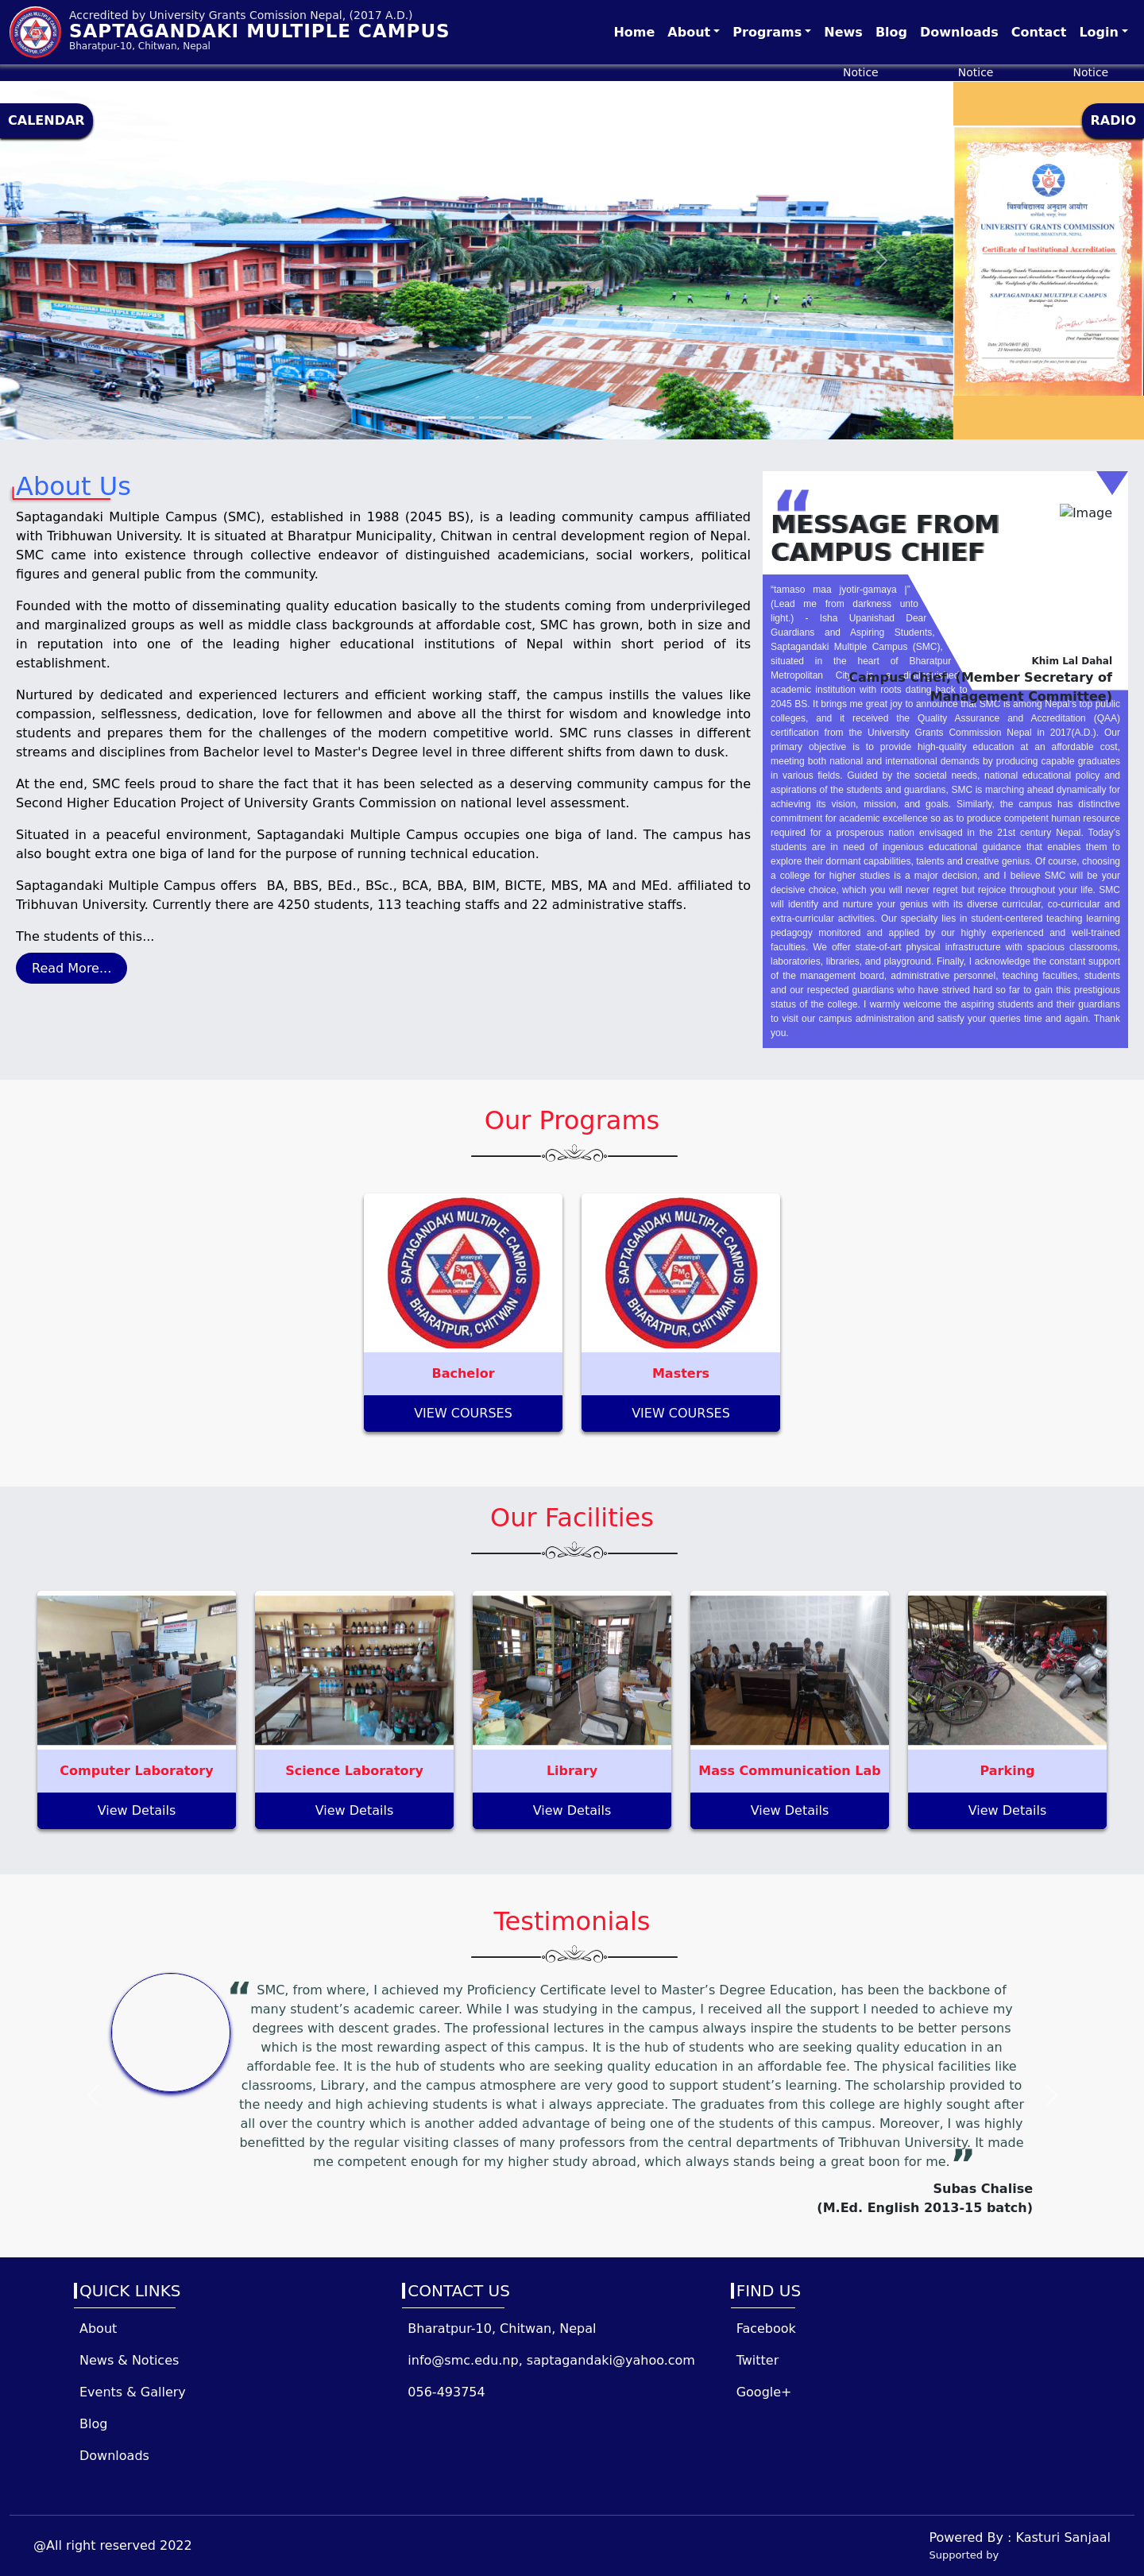 Accredited by University Grants Comission Nepal, (2017 A.D.)
SAPTAGANDAKI MULTIPLE CAMPUS
Bharatpur-10, Chitwan, Nepal
Home About Programs News Blog Downloads Contact Login
Notice Notice Notice
CALENDAR
RADIO
विश्वविद्यालय अनुदान आयोग
UNIVERSITY GRANTS COMMISSION
Certificate of Institutional Accreditation
SAPTAGANDAKI MULTIPLE CAMPUS
About Us
Saptagandaki Multiple Campus (SMC), established in 1988 (2045 BS), is a leading community campus affiliated
with Tribhuwan University. It is situated at Bharatpur Municipality, Chitwan in central development region of Nepal.
SMC came into existence through collective endeavor of distinguished academicians, social workers, political
figures and general public from the community.
Founded with the motto of disseminating quality education basically to the students coming from underprivileged
and marginalized groups as well as middle class backgrounds at affordable cost, SMC has grown, both in size and
in reputation into one of the leading higher educational institutions of Nepal within short period of its
establishment.
Nurtured by dedicated and experienced lecturers and efficient working staff, the campus instills the values like
compassion, selflessness, dedication, love for fellowmen and above all the thirst for wisdom and knowledge into
students and prepares them for the challenges of the modern competitive world. SMC runs classes in different
streams and disciplines from Bachelor level to Master's Degree level in three different shifts from dawn to dusk.
At the end, SMC feels proud to share the fact that it has been selected as a deserving community campus for the
Second Higher Education Project of University Grants Commission on national level assessment.
Situated in a peaceful environment, Saptagandaki Multiple Campus occupies one biga of land. The campus has
also bought extra one biga of land for the purpose of running technical education.
Saptagandaki Multiple Campus offers BA, BBS, BEd., BSc., BCA, BBA, BIM, BICTE, MBS, MA and MEd. affiliated to
Tribhuvan University. Currently there are 4250 students, 113 teaching staffs and 22 administrative staffs.
The students of this...
Read More...
“
MESSAGE FROM
CAMPUS CHIEF
Image
"tamaso maa jyotir-gamaya |"
(Lead me from darkness unto
light.) - Isha Upanishad Dear
Guardians and Aspiring Students,
Saptagandaki Multiple Campus (SMC),
situated in the heart of Bharatpur
Khim Lal Dahal
Metropolitan City,
Campus Chief, (Member Secretary of
Management Committee)
academic institution with roots dating back to
2045 BS. It brings me great joy to announce that SMC is among Nepal's top public
colleges, and it received the Quality Assurance and Accreditation (QAA)
certification from the University Grants Commission Nepal in 2017(A.D.). Our
primary objective is to provide high-quality education at an affordable cost,
meeting both national and international demands by producing capable graduates
in various fields. Guided by the societal needs, national educational policy and
aspirations of the students and guardians, SMC is marching ahead dynamically for
achieving its vision, mission, and goals. Similarly, the campus has distinctive
commitment for academic excellence so as to produce competent human resource
required for a prosperous nation envisaged in the 21st century Nepal. Today's
students are in need of ingenious educational guidance that enables them to
explore their dormant capabilities, talents and creative genius. Of course, choosing
a college for higher studies is a major decision, and I believe SMC will be your
decisive choice, which you will never regret but rejoice throughout your life. SMC
will identify and nurture your genius with its diverse curricular, co-curricular and
extra-curricular activities. Our specialty lies in student-centered teaching learning
pedagogy monitored and applied by our highly experienced and well-trained
faculties. We offer state-of-art physical infrastructure with spacious classrooms,
laboratories, libraries, and playground. Finally, I acknowledge the constant support
of the management board, administrative personnel, teaching faculties, students
and our respected guardians who have strived hard so far to gain this prestigious
status of the college. I warmly welcome the aspiring students and their guardians
to visit our campus administration and satisfy your queries time and again. Thank
you.
Our Programs
SAPTAGANDAKI MULTIPLE CAMPUS
SMC
BHARATPUR, CHITWAN
SAPTAGANDAKI MULTIPLE CAMPUS
SMC
BHARATPUR, CHITWAN
Bachelor Masters
VIEW COURSES VIEW COURSES
Our Facilities
Computer Laboratory Science Laboratory Library Mass Communication Lab Parking
View Details View Details View Details View Details View Details
Testimonials
“ SMC, from where, I achieved my Proficiency Certificate level to Master’s Degree Education, has been the backbone of
many student’s academic career. While I was studying in the campus, I received all the support I needed to achieve my
degrees with descent grades. The professional lectures in the campus always inspire the students to be better persons
which is the most rewarding aspect of this campus. It is the hub of students who are seeking quality education in an
affordable fee. It is the hub of students who are seeking quality education in an affordable fee. The physical facilities like
classrooms, Library, and the campus atmosphere are very good to support student’s learning. The scholarship provided to
the needy and high achieving students is what i always appreciate. The graduates from this college are highly sought after
all over the country which is another added advantage of being one of the students of this campus. Moreover, I was highly
benefitted by the regular visiting classes of many professors from the central departments of Tribhuvan University. It made
me competent enough for my higher study abroad, which always stands being a great boon for me. ”
Subas Chalise
(M.Ed. English 2013-15 batch)
QUICK LINKS
About
News & Notices
Events & Gallery
Blog
Downloads
CONTACT US
Bharatpur-10, Chitwan, Nepal
info@smc.edu.np, saptagandaki@yahoo.com
056-493754
FIND US
Facebook
Twitter
Google+
@All right reserved 2022
Powered By : Kasturi Sanjaal
Supported by